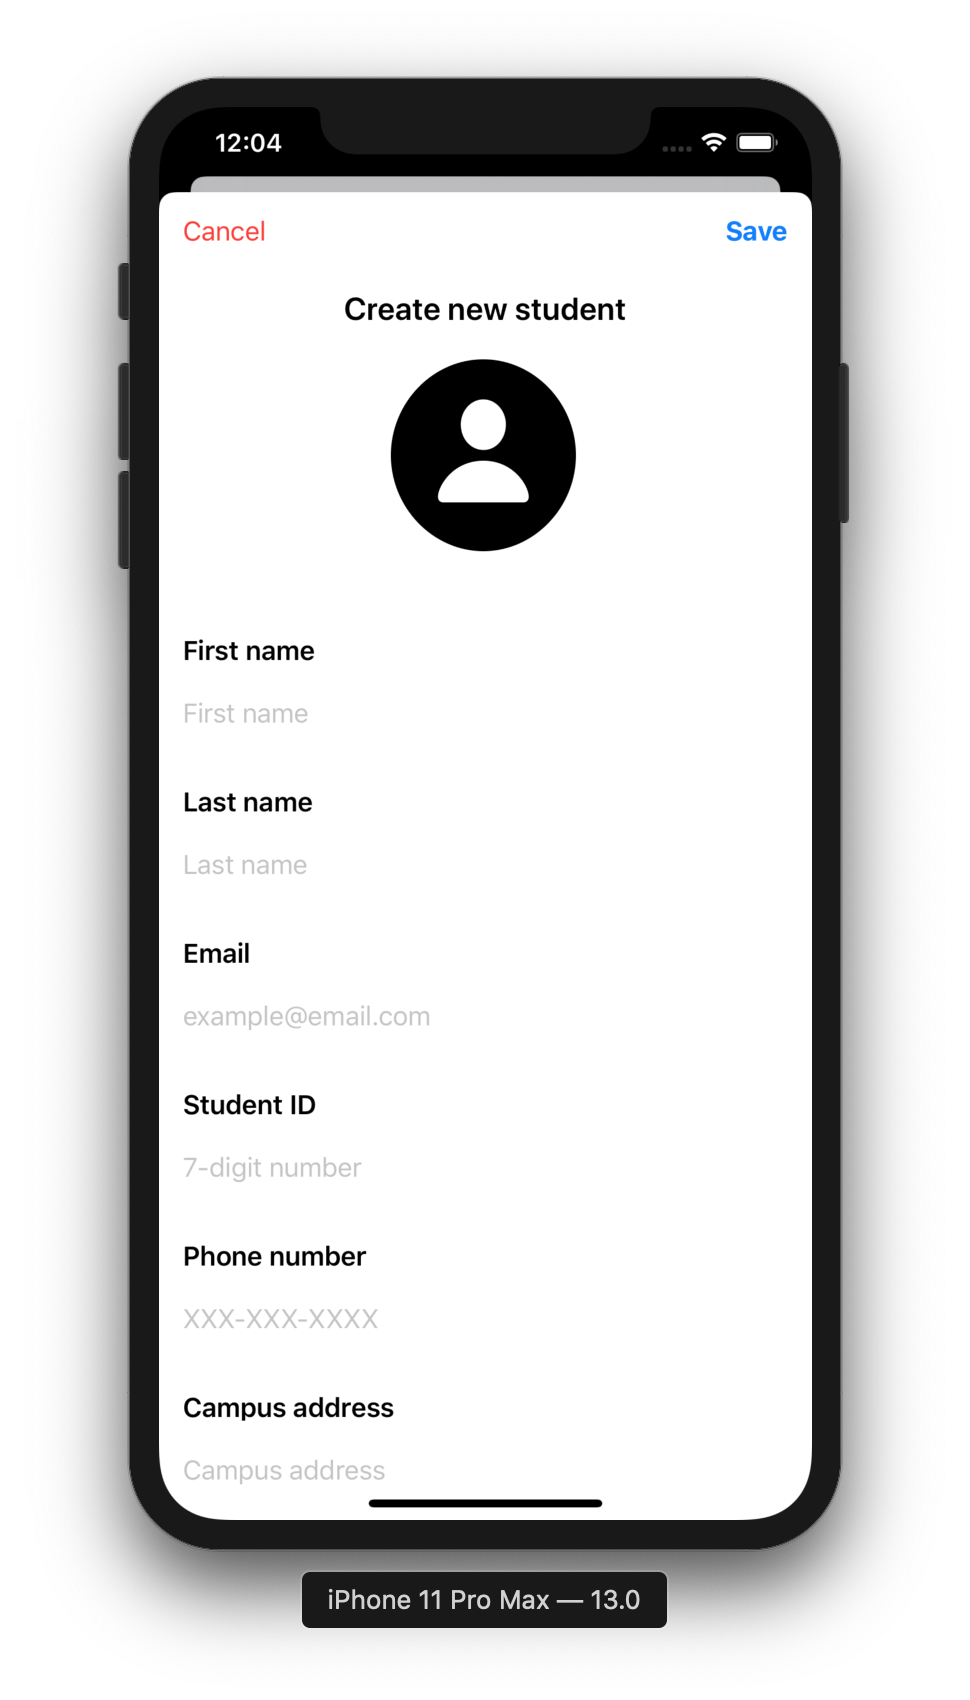 12:04
Cancel
Save
Create new student
First name
First name
Last name
Last name
Email
example@email.com
Student ID
7-digit number
Phone number
XXX-XXX-XXXX
Campus address
Campus address
iPhone 11 Pro Max — 13.0